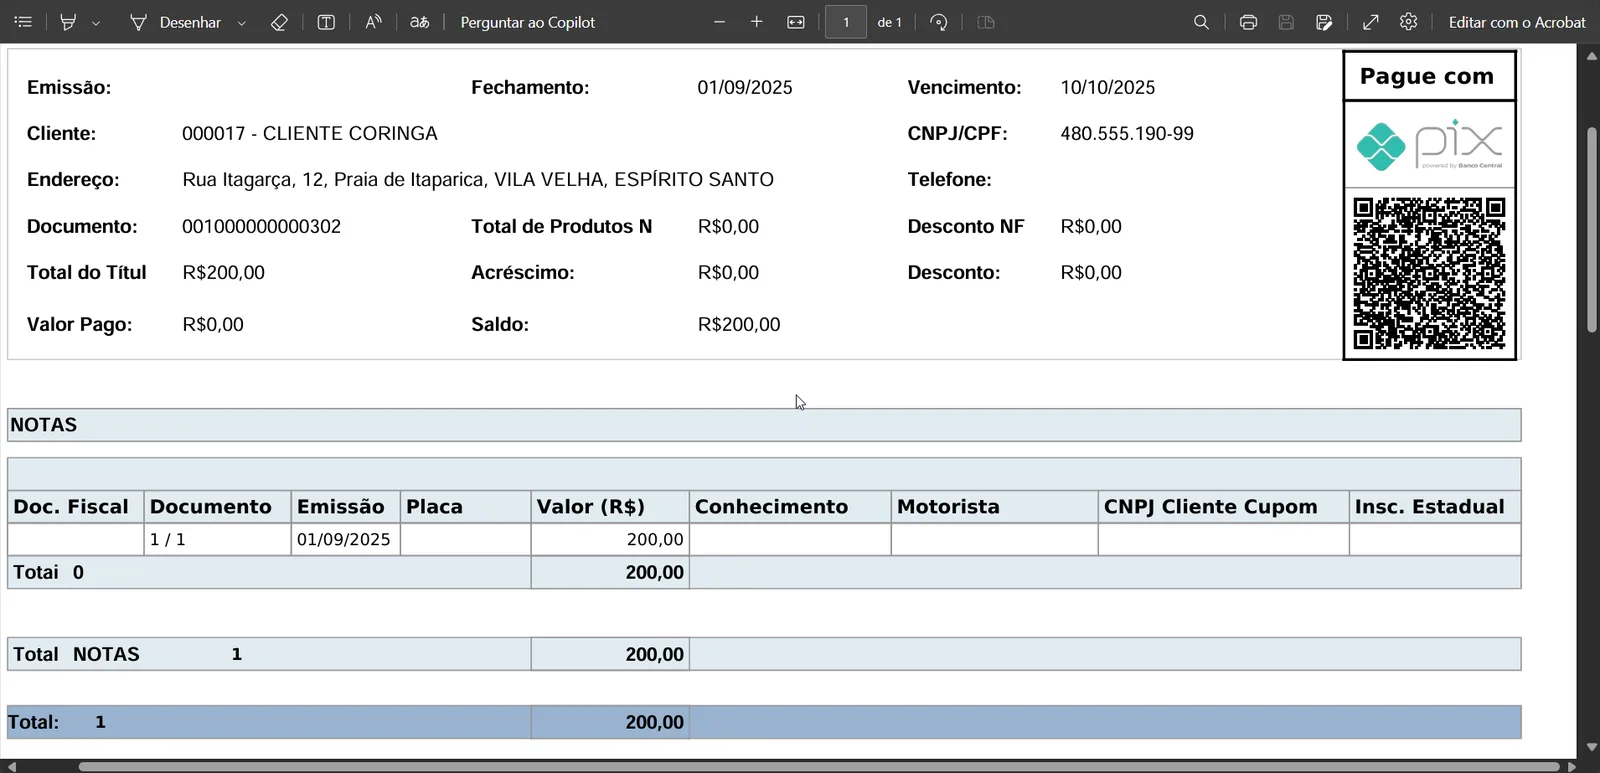 Desenhar
Perguntar ao Copilot
1 de 1
Editar com o Acrobat
Emissão: Fechamento: 01/09/2025 Vencimento: 10/10/2025
Cliente: 000017 - CLIENTE CORINGA CNPJ/CPF: 480.555.190-99
Endereço: Rua Itagarça, 12, Praia de Itaparica, VILA VELHA, ESPÍRITO SANTO Telefone:
Documento: 001000000000302 Total de Produtos N R$0,00 Desconto NF R$0,00
Total do Títul R$200,00 Acréscimo: R$0,00 Desconto: R$0,00
Valor Pago: R$0,00 Saldo: R$200,00
Pague com
pix
powered by Banco Central
NOTAS
Doc. Fiscal Documento Emissão Placa Valor (R$) Conhecimento Motorista CNPJ Cliente Cupom Insc. Estadual
1 / 1 01/09/2025 200,00
Totai 0 200,00
Total NOTAS 1 200,00
Total: 1 200,00